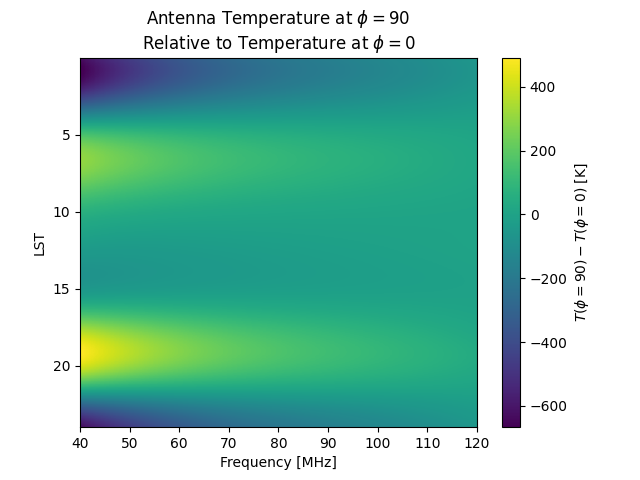 Antenna Temperature at ϕ = 90
Relative to Temperature at ϕ = 0
LST
5
10
15
20
40 50 60 70 80 90 100 110 120
Frequency [MHz]
400
200
0
−200
−400
−600
T(ϕ = 90) − T(ϕ = 0) [K]